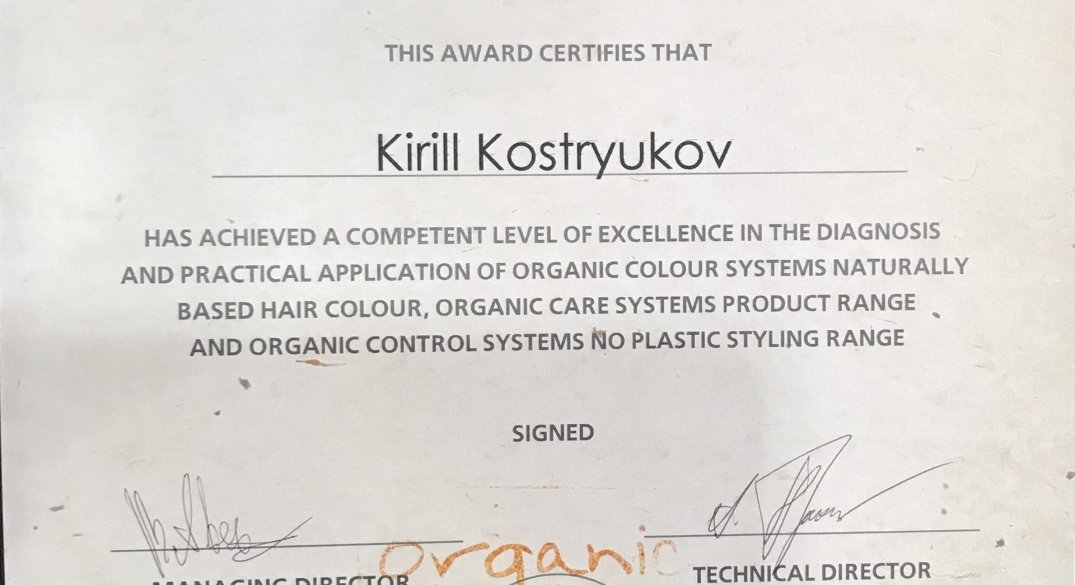 THIS AWARD CERTIFIES THAT
Kirill Kostryukov
HAS ACHIEVED A COMPETENT LEVEL OF EXCELLENCE IN THE DIAGNOSIS
AND PRACTICAL APPLICATION OF ORGANIC COLOUR SYSTEMS NATURALLY
BASED HAIR COLOUR, ORGANIC CARE SYSTEMS PRODUCT RANGE
AND ORGANIC CONTROL SYSTEMS NO PLASTIC STYLING RANGE
SIGNED
organic
MANAGING DIRECTOR
TECHNICAL DIRECTOR